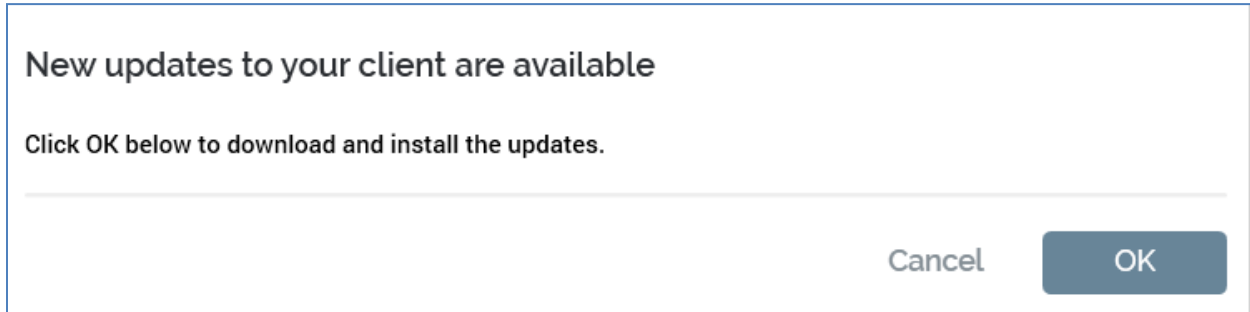 New updates to your client are available
Click OK below to download and install the updates.
Cancel OK